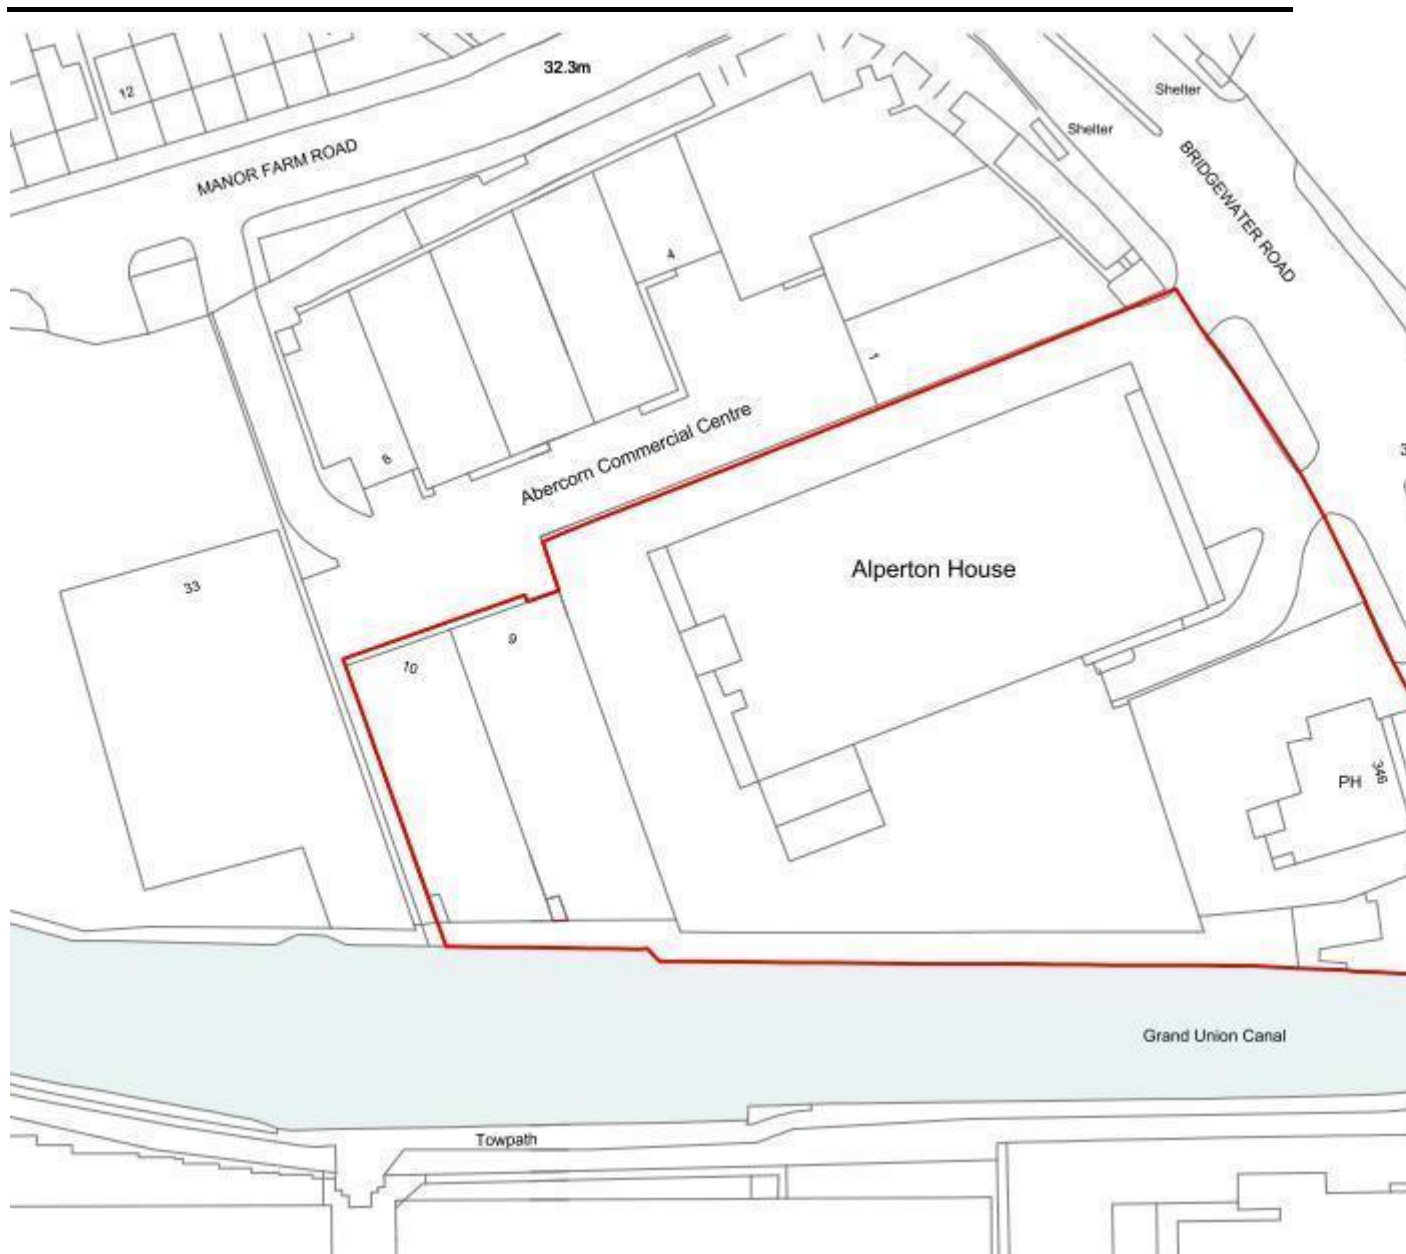 32.3m
12
Shelter
Shelter
MANOR FARM ROAD
BRIDGEWATER ROAD
4
1
Abercorn Commercial Centre
Alperton House
33
9
10
PH
346
Grand Union Canal
Towpath